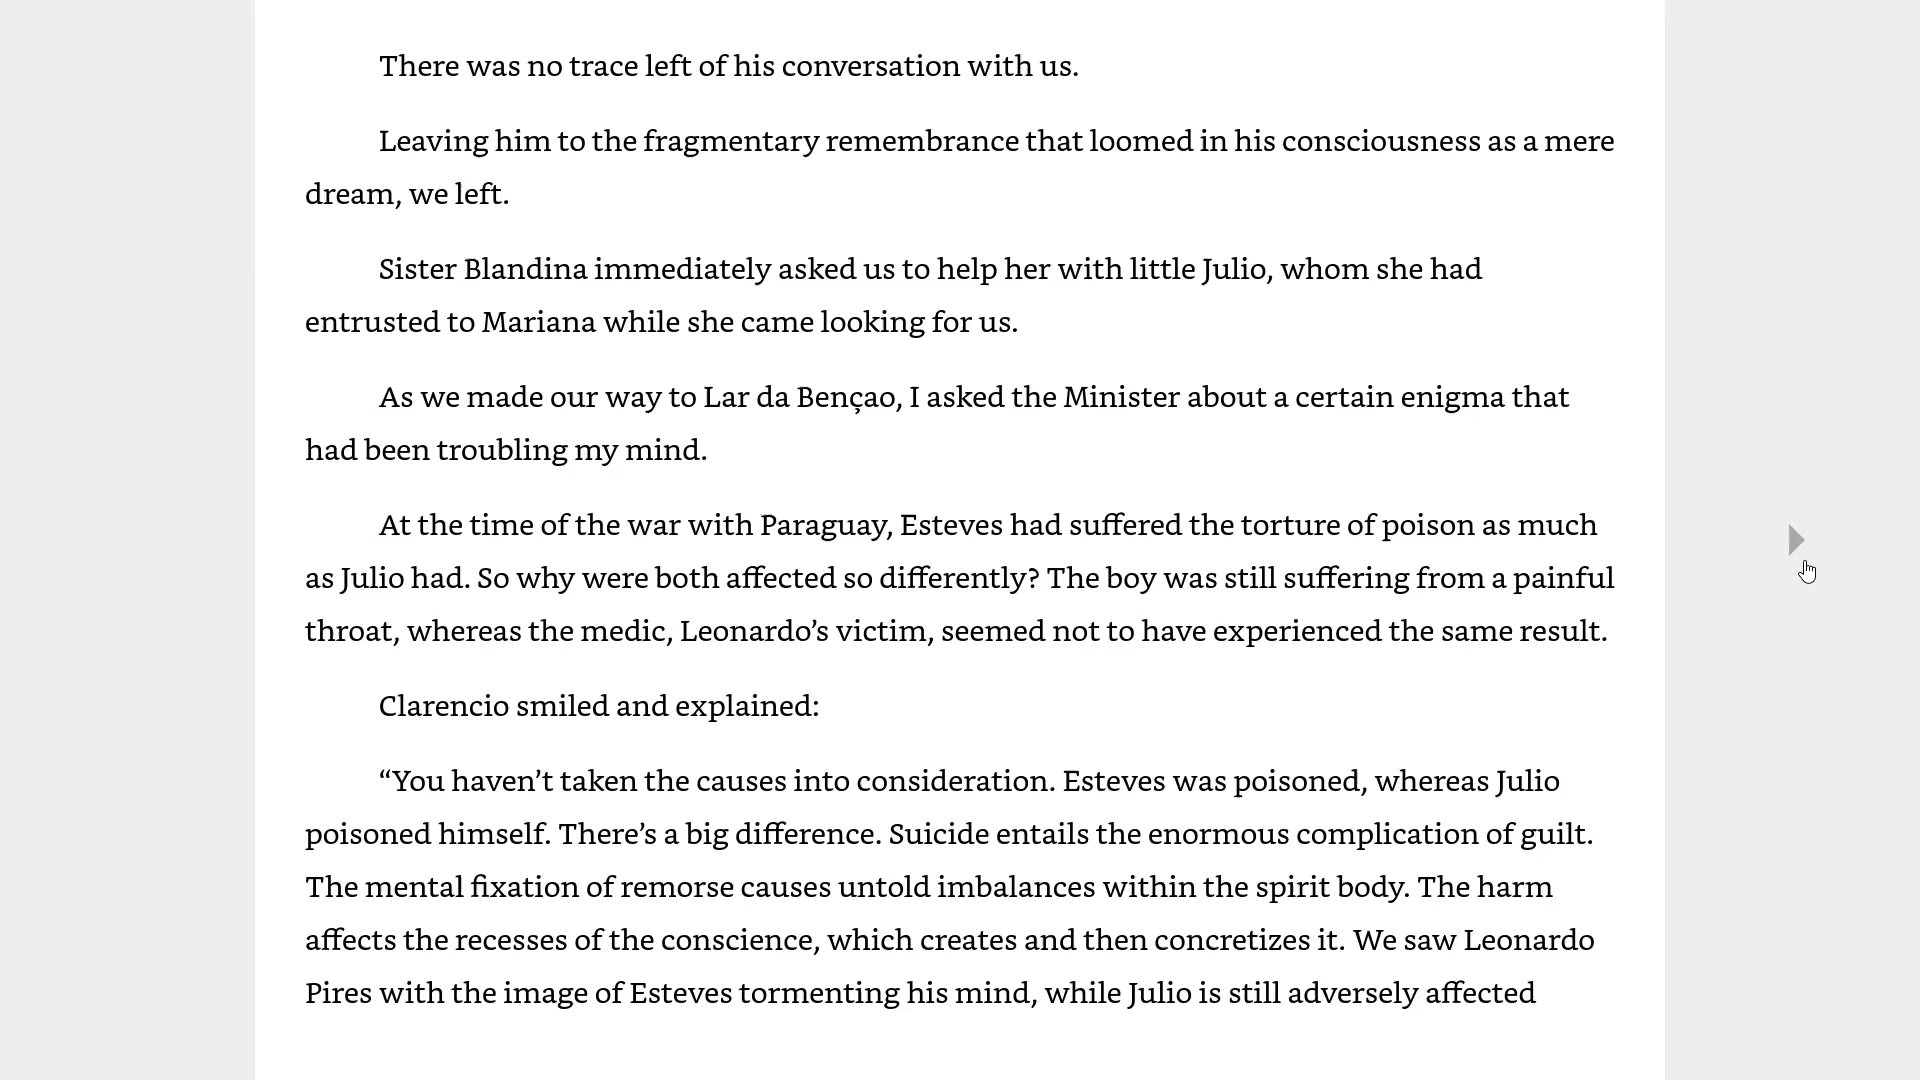 There was no trace left of his conversation with us.
Leaving him to the fragmentary remembrance that loomed in his consciousness as a mere
dream, we left.
Sister Blandina immediately asked us to help her with little Julio, whom she had
entrusted to Mariana while she came looking for us.
As we made our way to Lar da Bençao, I asked the Minister about a certain enigma that
had been troubling my mind.
At the time of the war with Paraguay, Esteves had suffered the torture of poison as much
as Julio had. So why were both affected so differently? The boy was still suffering from a painful
throat, whereas the medic, Leonardo’s victim, seemed not to have experienced the same result.
Clarencio smiled and explained:
“You haven’t taken the causes into consideration. Esteves was poisoned, whereas Julio
poisoned himself. There’s a big difference. Suicide entails the enormous complication of guilt.
The mental fixation of remorse causes untold imbalances within the spirit body. The harm
affects the recesses of the conscience, which creates and then concretizes it. We saw Leonardo
Pires with the image of Esteves tormenting his mind, while Julio is still adversely affected